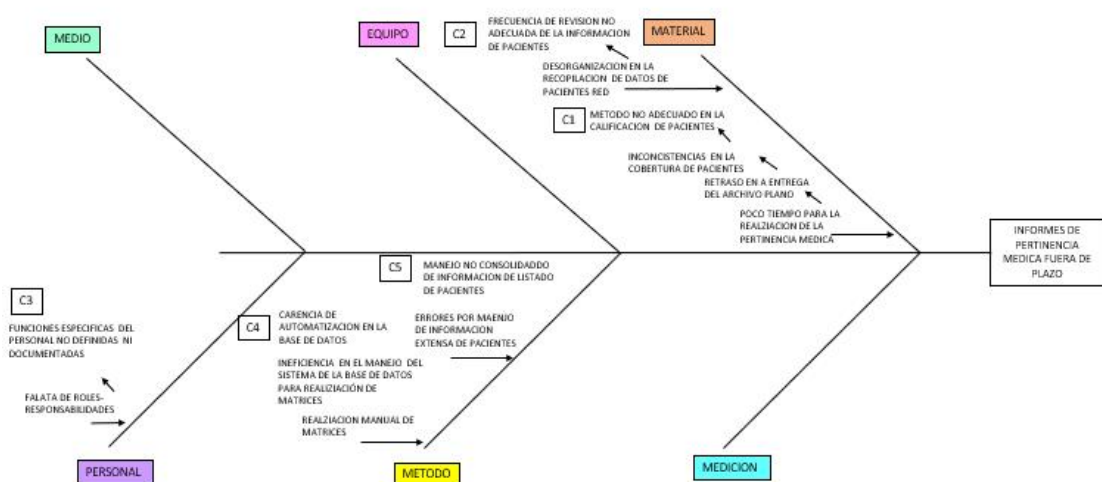 MEDIO
EQUIPO
C2
FRECUENCIA DE REVISION NO
ADECUADA DE LA INFORMACION
DE PACIENTES
MATERIAL
DESORGANIZACION EN LA
RECOPILACION DE DATOS DE
PACIENTES RED
C1
METODO NO ADECUADO EN LA
CALIFICACION DE PACIENTES
INCONCISTENCIAS EN LA
COBERTURA DE PACIENTES
RETRASO EN A ENTREGA
DEL ARCHIVO PLANO
POCO TIEMPO PARA LA
REALZIACION DE LA
PERTINENCIA MEDICA
INFORMES DE
PERTINENCIA
MEDICA FUERA DE
PLAZO
C5
MANEJO NO CONSOLIDADDO
DE INFORMACION DE LISTADO
DE PACIENTES
C3
FUNCIONES ESPECIFICAS DEL
PERSONAL NO DEFINIDAS NI
DOCUMENTADAS
FALATA DE ROLES-
RESPONSABILIDADES
C4
CARENCIA DE
AUTOMATIZACION EN LA
BASE DE DATOS
ERRORES POR MAENJO
DE INFORMACION
EXTENSA DE PACIENTES
INEFICIENCIA EN EL MANEJO DEL
SISTEMA DE LA BASE DE DATOS
PARA REALIZIACIÓN DE
MATRICES
REALZIACION MANUAL DE
MATRICES
PERSONAL
METODO
MEDICION